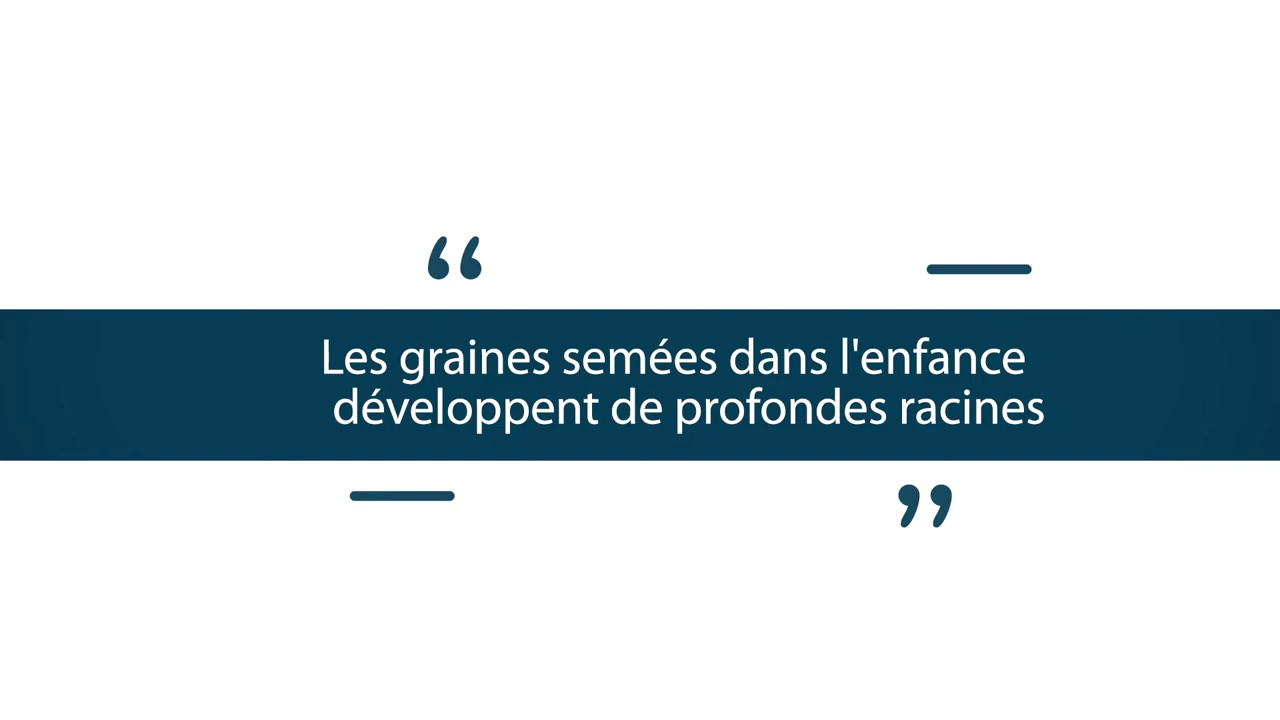 “
Les graines semées dans l'enfance
développent de profondes racines
”